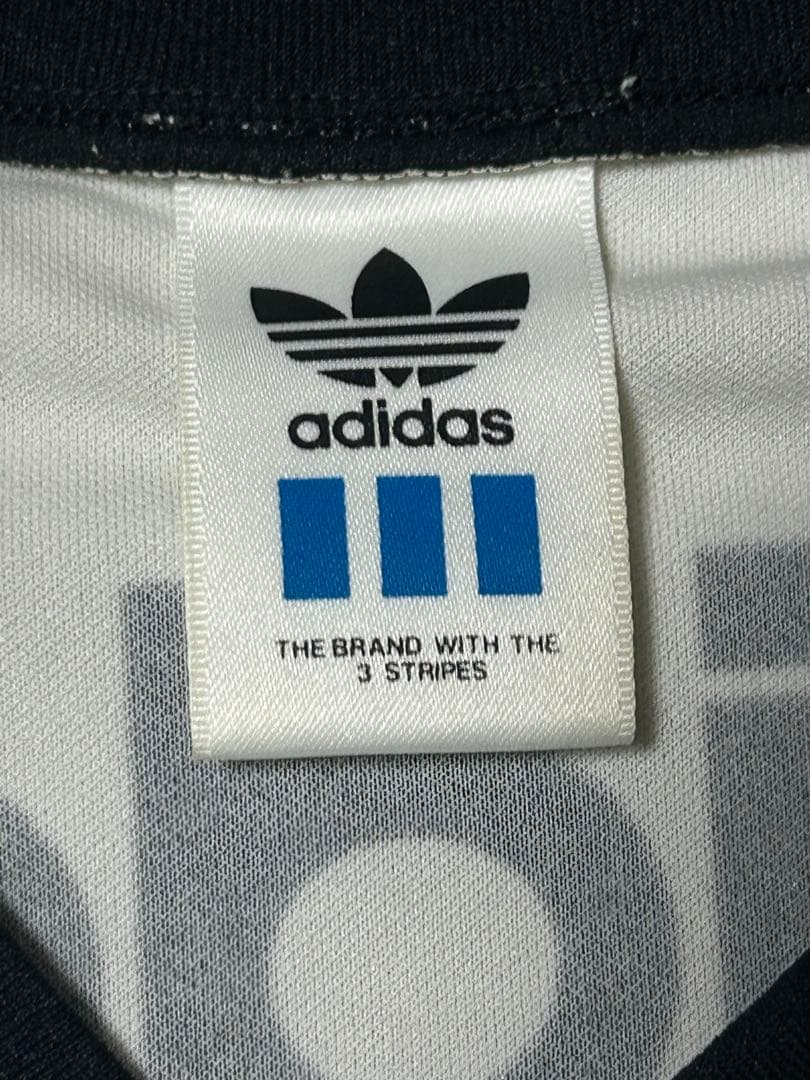 adidas
THE BRAND WITH THE
3 STRIPES